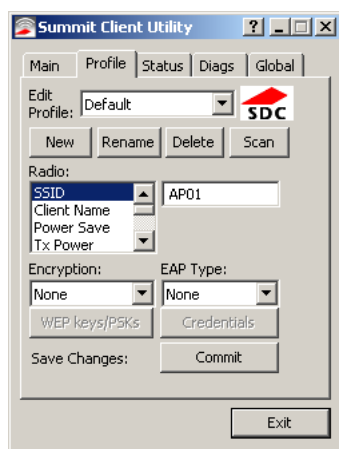 Summit Client Utility
Main Profile Status Diags Global
Edit
Profile: Default
SDC
New Rename Delete Scan
Radio:
SSID AP01
Client Name
Power Save
Tx Power
Encryption: EAP Type:
None None
WEP keys/PSKs Credentials
Save Changes: Commit
Exit